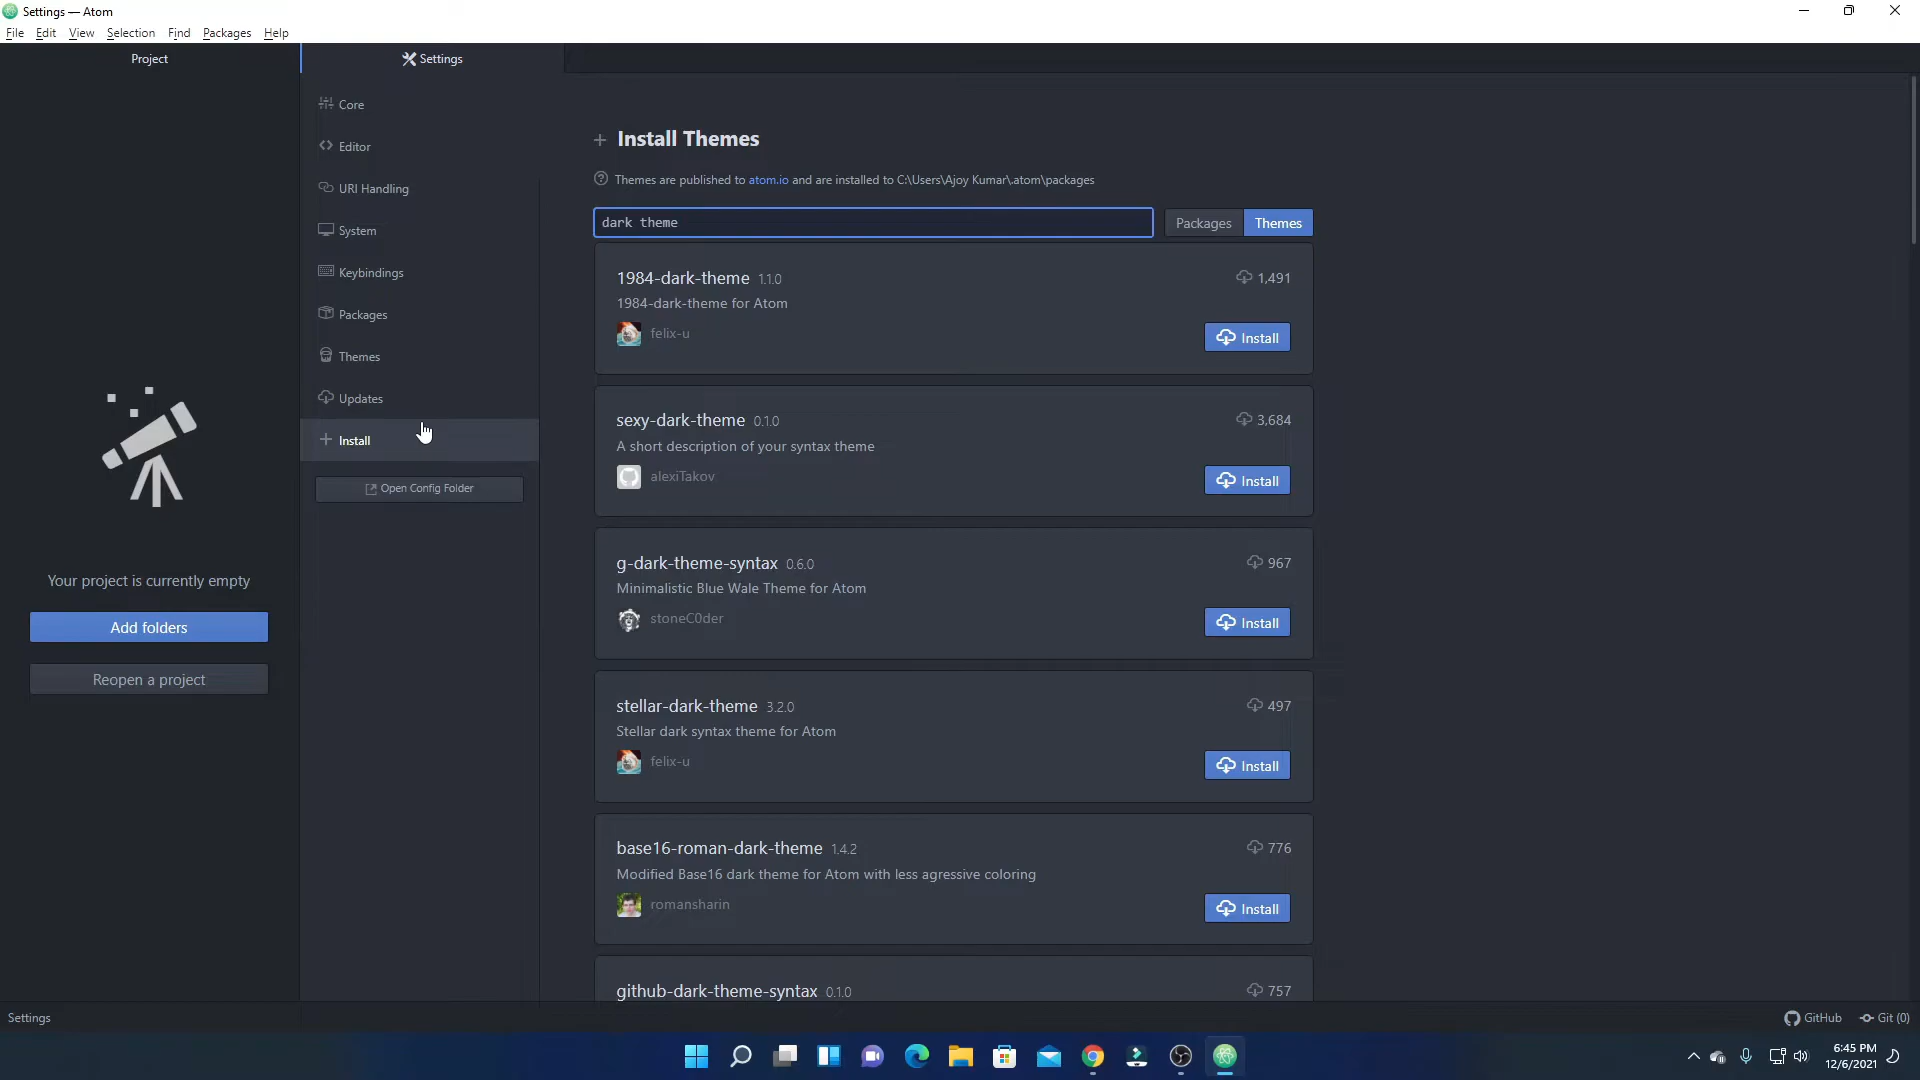 Settings — Atom
File Edit View Selection Find Packages Help
Project
Settings
Core
Editor
URI Handling
System
Keybindings
Packages
Themes
Updates
Install
Open Config Folder
Your project is currently empty
Add folders
Reopen a project
Install Themes
Themes are published to atom.io and are installed to C:\Users\Ajoy Kumar\.atom\packages
dark theme
Packages Themes
1984-dark-theme 1.1.0 1,491
1984-dark-theme for Atom
felix-u
Install
sexy-dark-theme 0.1.0 3,684
A short description of your syntax theme
alexiTakov
Install
g-dark-theme-syntax 0.6.0 967
Minimalistic Blue Wale Theme for Atom
stoneC0der
Install
stellar-dark-theme 3.2.0 497
Stellar dark syntax theme for Atom
felix-u
Install
base16-roman-dark-theme 1.4.2 776
Modified Base16 dark theme for Atom with less agressive coloring
romansharin
Install
github-dark-theme-syntax 0.1.0 757
Settings
GitHub Git (0)
6:45 PM
12/6/2021